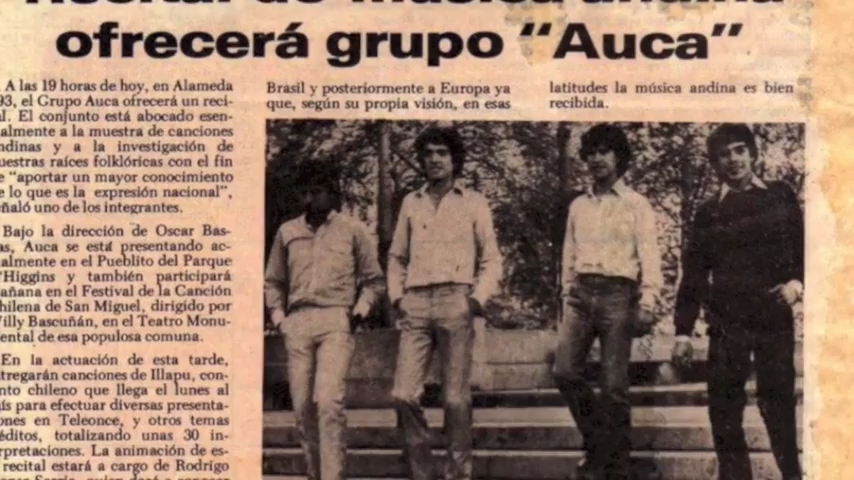 ofrecerá grupo "Auca"
A las 19 horas de hoy, en Alameda
93, el Grupo Auca ofrecerá un reci-
El conjunto está abocado esen-
almente a la muestra de canciones
ndinas y a la investigación de
uestras raíces folklóricas con el fin
e "aportar un mayor conocimiento
e lo que es la expresión nacional",
ñaló uno de los integrantes.
Bajo la dirección de Oscar Bas-
as, Auca se está presentando ac-
almente en el Pueblito del Parque
'Higgins y también participará
añana en el Festival de la Canción
hilena de San Miguel, dirigido por
Willy Bascuñán, en el Teatro Monu-
ental de esa populosa comuna.
En la actuación de esta tarde,
tregarán canciones de Illapu, con-
nto chileno que llega el lunes al
ís para efectuar diversas presenta-
ones en Teleonce, y otros temas
éditos, totalizando unas 30 in-
rpretaciones. La animación de es-
recital estará a cargo de Rodrigo
Brasil y posteriormente a Europa ya
que, según su propia visión, en esas
latitudes la música andina es bien
recibida.